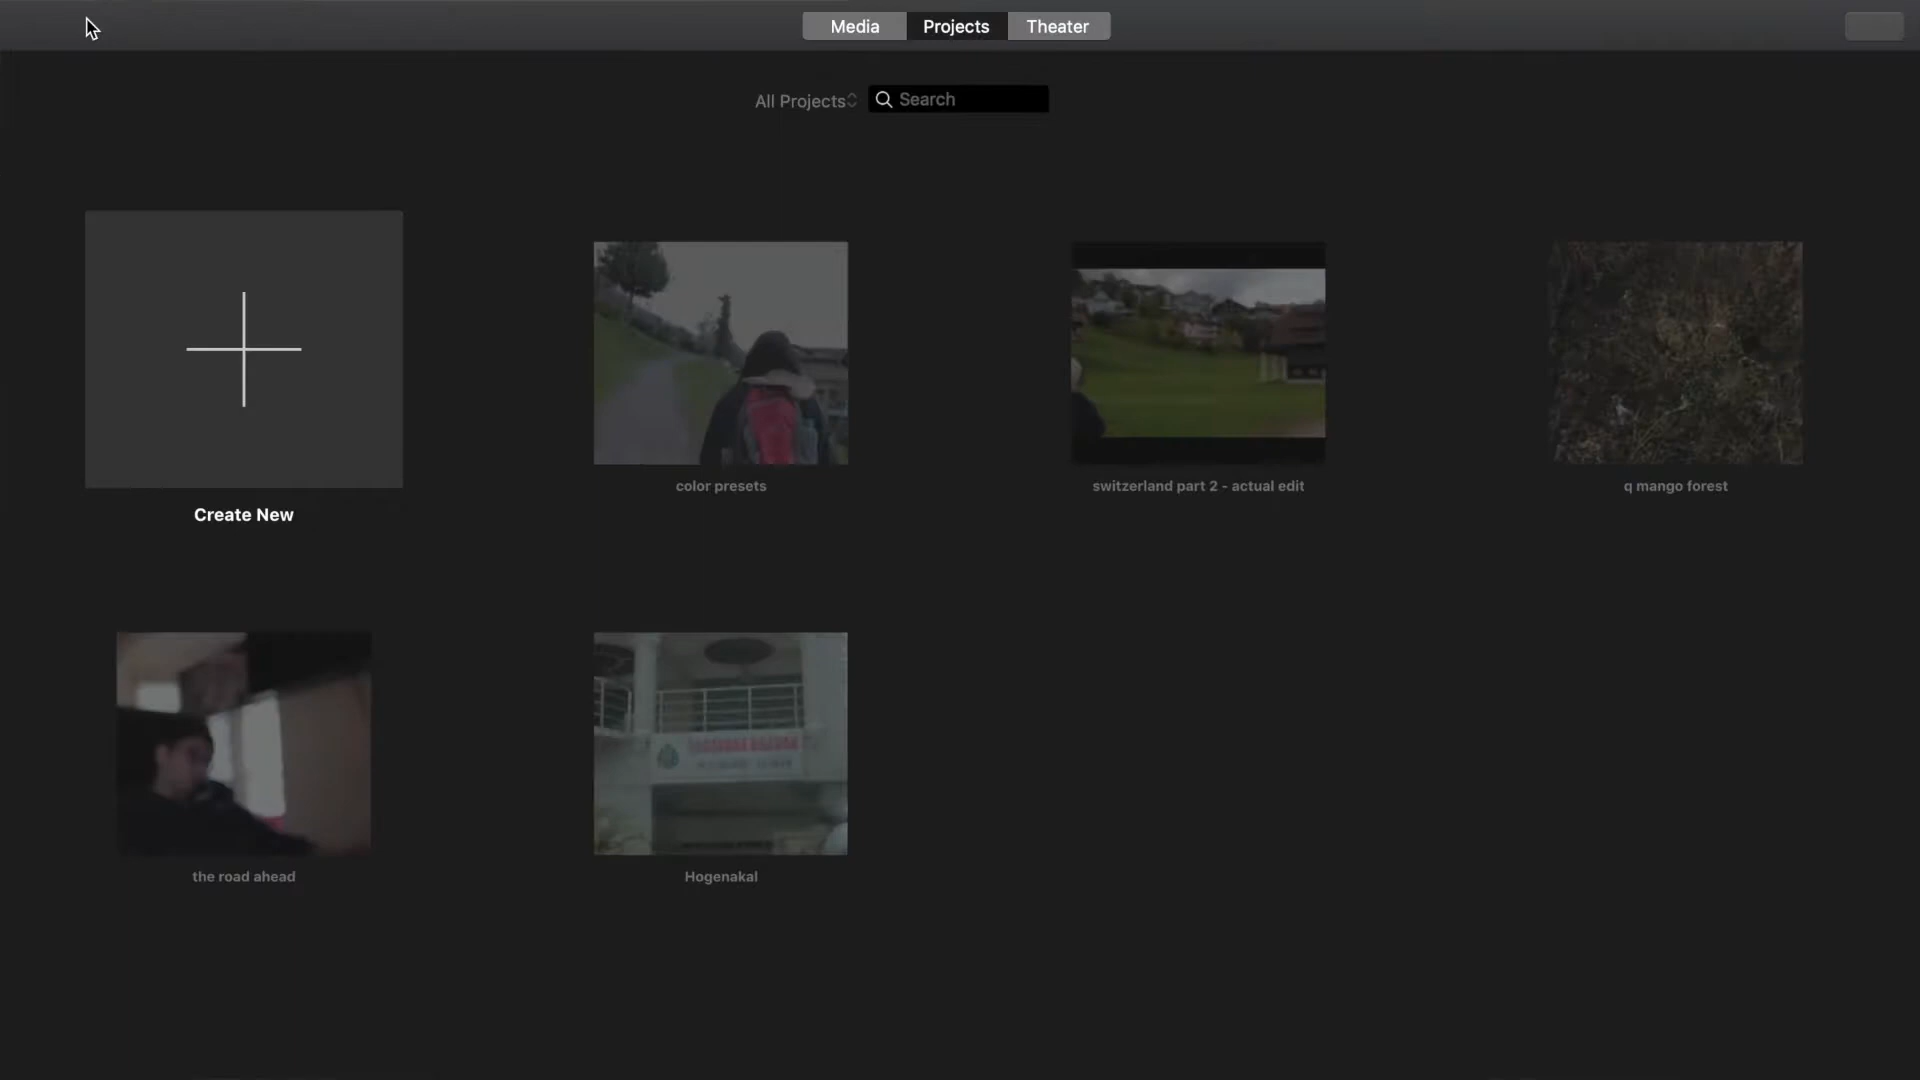 Media
Projects
Theater
All Projects
Search
Create New
color presets
switzerland part 2 - actual edit
q mango forest
the road ahead
Hogenakal